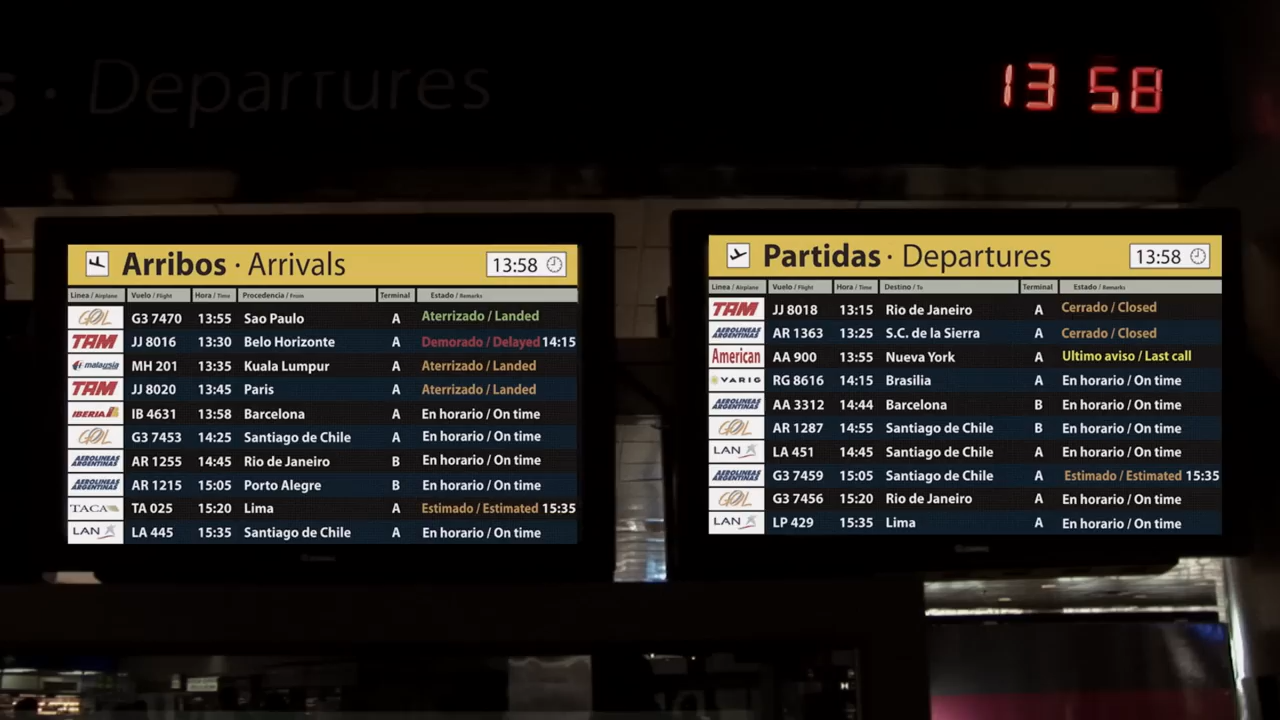 s · Departures
13 58
Arribos · Arrivals 13:58
Linea / Airplane Vuelo / Flight Hora / Time Procedencia / From Terminal Estado / Remarks
GOL G3 7470 13:55 Sao Paulo A Aterrizado / Landed
TAM JJ 8016 13:30 Belo Horizonte A Demorado / Delayed 14:15
malaysia MH 201 13:35 Kuala Lumpur A Aterrizado / Landed
TAM JJ 8020 13:45 Paris A Aterrizado / Landed
IBERIA IB 4631 13:58 Barcelona A En horario / On time
GOL G3 7453 14:25 Santiago de Chile A En horario / On time
AEROLINEAS ARGENTINAS AR 1255 14:45 Rio de Janeiro B En horario / On time
AEROLINEAS ARGENTINAS AR 1215 15:05 Porto Alegre B En horario / On time
TACA TA 025 15:20 Lima A Estimado / Estimated 15:35
LAN LA 445 15:35 Santiago de Chile A En horario / On time
Partidas · Departures 13:58
Linea / Airplane Vuelo / Flight Hora / Time Destino / To Terminal Estado / Remarks
TAM JJ 8018 13:15 Rio de Janeiro A Cerrado / Closed
AEROLINEAS ARGENTINAS AR 1363 13:25 S.C. de la Sierra A Cerrado / Closed
American AA 900 13:55 Nueva York A Ultimo aviso / Last call
VARIG RG 8616 14:15 Brasilia A En horario / On time
AEROLINEAS ARGENTINAS AA 3312 14:44 Barcelona B En horario / On time
GOL AR 1287 14:55 Santiago de Chile B En horario / On time
LAN LA 451 14:45 Santiago de Chile A En horario / On time
AEROLINEAS ARGENTINAS G3 7459 15:05 Santiago de Chile A Estimado / Estimated 15:35
GOL G3 7456 15:20 Rio de Janeiro A En horario / On time
LAN LP 429 15:35 Lima A En horario / On time